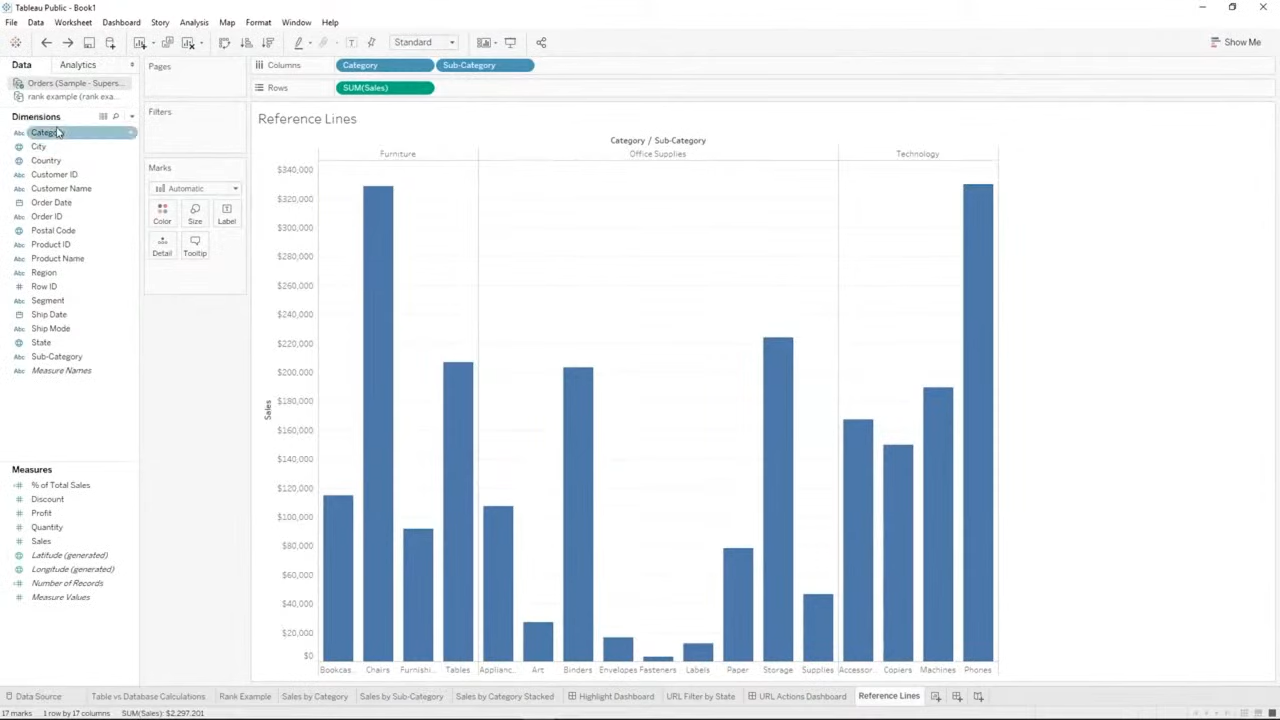 Tableau Public - Book1
File Data Worksheet Dashboard Story Analysis Map Format Window Help
Standard
Show Me
Data Analytics
Orders (Sample - Supers...
rank example (rank exa...
Dimensions
Category
City
Country
Customer ID
Customer Name
Order Date
Order ID
Postal Code
Product ID
Product Name
Region
Row ID
Segment
Ship Date
Ship Mode
State
Sub-Category
Measure Names
Measures
% of Total Sales
Discount
Profit
Quantity
Sales
Latitude (generated)
Longitude (generated)
Number of Records
Measure Values
Pages
Filters
Marks
Automatic
Color Size Label
Detail Tooltip
Columns Category Sub-Category
Rows SUM(Sales)
Reference Lines
Category / Sub-Category
Furniture Office Supplies Technology
$340,000
$320,000
$300,000
$280,000
$260,000
$240,000
$220,000
$200,000
$180,000
$160,000
$140,000
$120,000
$100,000
$80,000
$60,000
$40,000
$20,000
$0
Sales
Bookcas.. Chairs Furnishi.. Tables Applianc.. Art Binders Envelopes Fasteners Labels Paper Storage Supplies Accessor.. Copiers Machines Phones
Data Source Table vs Database Calculations Rank Example Sales by Category Sales by Sub-Category Sales by Category Stacked Highlight Dashboard URL Filter by State URL Actions Dashboard Reference Lines
17 marks 1 row by 17 columns SUM(Sales): $2,297,201